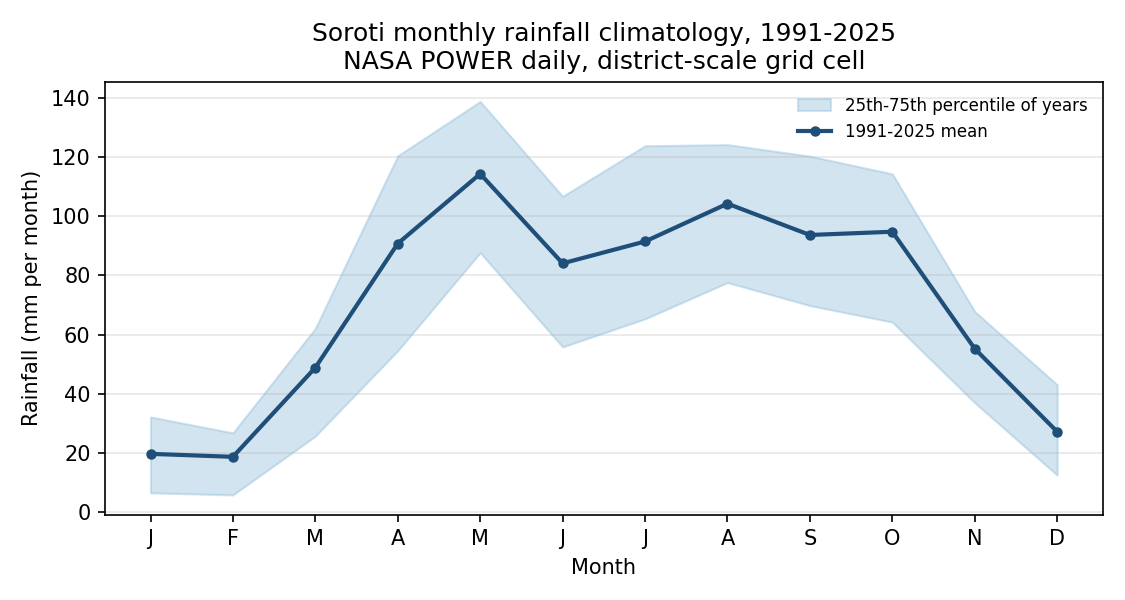 Soroti monthly rainfall climatology, 1991-2025
NASA POWER daily, district-scale grid cell
25th-75th percentile of years
1991-2025 mean
Rainfall (mm per month)
140
120
100
80
60
40
20
0
J F M A M J J A S O N D
Month